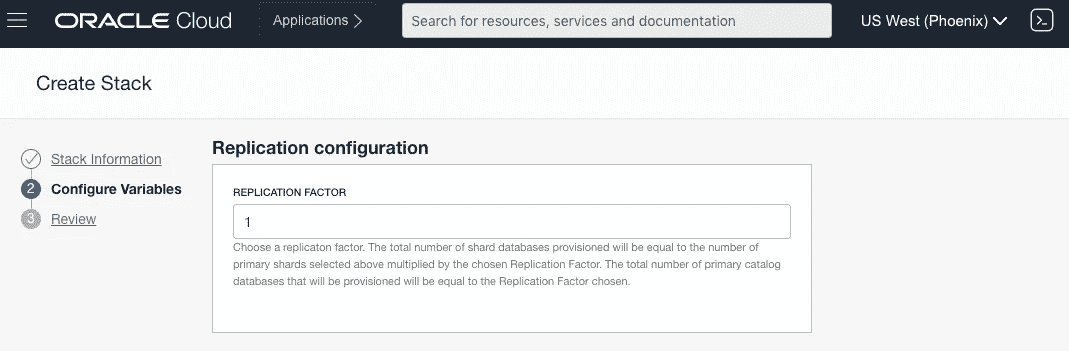 ORACLE Cloud
Applications
Search for resources, services and documentation
US West (Phoenix)
Create Stack
Stack Information
2 Configure Variables
3 Review
Replication configuration
REPLICATION FACTOR
1
Choose a replicaton factor. The total number of shard databases provisioned will be equal to the number of
primary shards selected above multiplied by the chosen Replication Factor. The total number of primary catalog
databases that will be provisioned will be equal to the Replication Factor chosen.